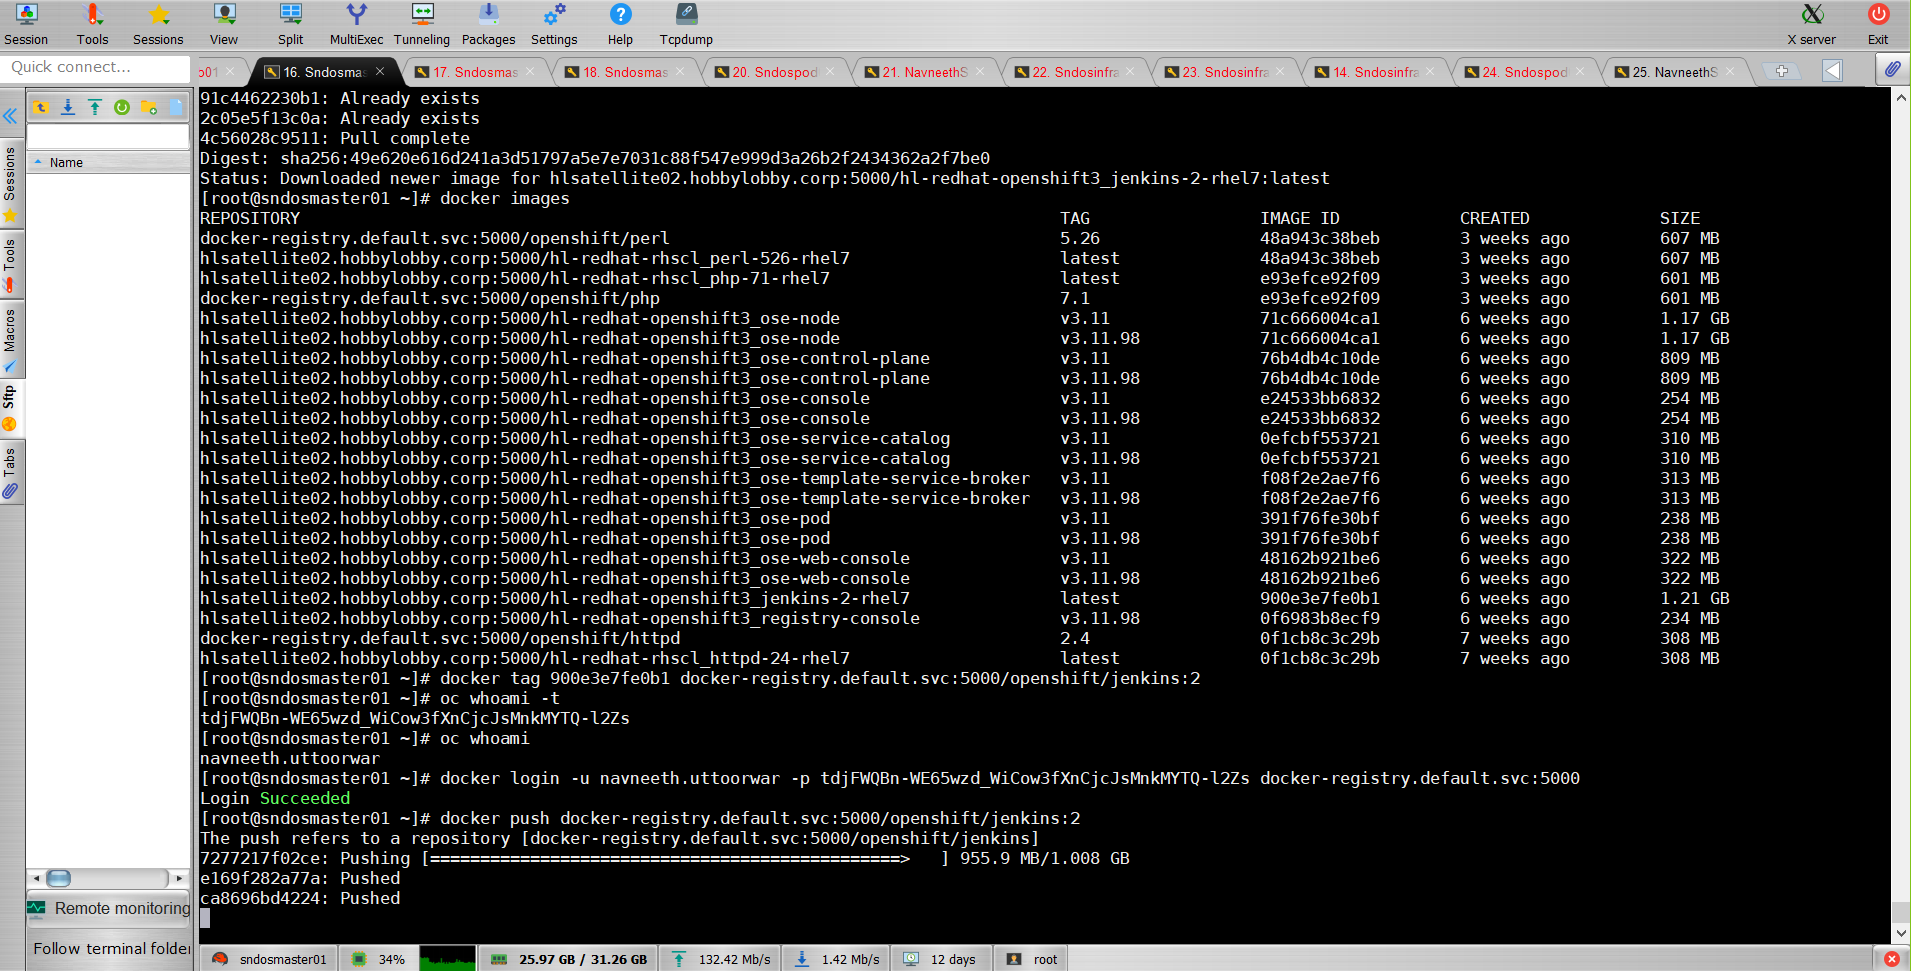 Session Tools Sessions View Split MultiExec Tunneling Packages Settings Help Tcpdump X server Exit
Quick connect...
o01 16. Sndosmas 17. Sndosmas 18. Sndosmas 20. Sndospod 21. NavneethS 22. Sndosinfra 23. Sndosinfra 14. Sndosinfra 24. Sndospod 25. NavneethS
Sessions
Tools
Macros
Sftp
Tabs
Name
91c4462230b1: Already exists
2c05e5f13c0a: Already exists
4c56028c9511: Pull complete
Digest: sha256:49e620e616d241a3d51797a5e7e7031c88f547e999d3a26b2f2434362a2f7be0
Status: Downloaded newer image for hlsatellite02.hobbylobby.corp:5000/hl-redhat-openshift3_jenkins-2-rhel7:latest
[root@sndosmaster01 ~]# docker images
REPOSITORY TAG IMAGE ID CREATED SIZE
docker-registry.default.svc:5000/openshift/perl 5.26 48a943c38beb 3 weeks ago 607 MB
hlsatellite02.hobbylobby.corp:5000/hl-redhat-rhscl_perl-526-rhel7 latest 48a943c38beb 3 weeks ago 607 MB
hlsatellite02.hobbylobby.corp:5000/hl-redhat-rhscl_php-71-rhel7 latest e93efce92f09 3 weeks ago 601 MB
docker-registry.default.svc:5000/openshift/php 7.1 e93efce92f09 3 weeks ago 601 MB
hlsatellite02.hobbylobby.corp:5000/hl-redhat-openshift3_ose-node v3.11 71c666004ca1 6 weeks ago 1.17 GB
hlsatellite02.hobbylobby.corp:5000/hl-redhat-openshift3_ose-node v3.11.98 71c666004ca1 6 weeks ago 1.17 GB
hlsatellite02.hobbylobby.corp:5000/hl-redhat-openshift3_ose-control-plane v3.11 76b4db4c10de 6 weeks ago 809 MB
hlsatellite02.hobbylobby.corp:5000/hl-redhat-openshift3_ose-control-plane v3.11.98 76b4db4c10de 6 weeks ago 809 MB
hlsatellite02.hobbylobby.corp:5000/hl-redhat-openshift3_ose-console v3.11 e24533bb6832 6 weeks ago 254 MB
hlsatellite02.hobbylobby.corp:5000/hl-redhat-openshift3_ose-console v3.11.98 e24533bb6832 6 weeks ago 254 MB
hlsatellite02.hobbylobby.corp:5000/hl-redhat-openshift3_ose-service-catalog v3.11 0efcbf553721 6 weeks ago 310 MB
hlsatellite02.hobbylobby.corp:5000/hl-redhat-openshift3_ose-service-catalog v3.11.98 0efcbf553721 6 weeks ago 310 MB
hlsatellite02.hobbylobby.corp:5000/hl-redhat-openshift3_ose-template-service-broker v3.11 f08f2e2ae7f6 6 weeks ago 313 MB
hlsatellite02.hobbylobby.corp:5000/hl-redhat-openshift3_ose-template-service-broker v3.11.98 f08f2e2ae7f6 6 weeks ago 313 MB
hlsatellite02.hobbylobby.corp:5000/hl-redhat-openshift3_ose-pod v3.11 391f76fe30bf 6 weeks ago 238 MB
hlsatellite02.hobbylobby.corp:5000/hl-redhat-openshift3_ose-pod v3.11.98 391f76fe30bf 6 weeks ago 238 MB
hlsatellite02.hobbylobby.corp:5000/hl-redhat-openshift3_ose-web-console v3.11 48162b921be6 6 weeks ago 322 MB
hlsatellite02.hobbylobby.corp:5000/hl-redhat-openshift3_ose-web-console v3.11.98 48162b921be6 6 weeks ago 322 MB
hlsatellite02.hobbylobby.corp:5000/hl-redhat-openshift3_jenkins-2-rhel7 latest 900e3e7fe0b1 6 weeks ago 1.21 GB
hlsatellite02.hobbylobby.corp:5000/hl-redhat-openshift3_registry-console v3.11.98 0f6983b8ecf9 6 weeks ago 234 MB
docker-registry.default.svc:5000/openshift/httpd 2.4 0f1cb8c3c29b 7 weeks ago 308 MB
hlsatellite02.hobbylobby.corp:5000/hl-redhat-rhscl_httpd-24-rhel7 latest 0f1cb8c3c29b 7 weeks ago 308 MB
[root@sndosmaster01 ~]# docker tag 900e3e7fe0b1 docker-registry.default.svc:5000/openshift/jenkins:2
[root@sndosmaster01 ~]# oc whoami -t
tdjFWQBn-WE65wzd_WiCow3fXnCjcJsMnkMYTQ-l2Zs
[root@sndosmaster01 ~]# oc whoami
navneeth.uttoorwar
[root@sndosmaster01 ~]# docker login -u navneeth.uttoorwar -p tdjFWQBn-WE65wzd_WiCow3fXnCjcJsMnkMYTQ-l2Zs docker-registry.default.svc:5000
Login Succeeded
[root@sndosmaster01 ~]# docker push docker-registry.default.svc:5000/openshift/jenkins:2
The push refers to a repository [docker-registry.default.svc:5000/openshift/jenkins]
7277217f02ce: Pushing [===============================================>   ] 955.9 MB/1.008 GB
e169f282a77a: Pushed
ca8696bd4224: Pushed
Remote monitoring
Follow terminal folder
sndosmaster01 34% 25.97 GB / 31.26 GB 132.42 Mb/s 1.42 Mb/s 12 days root